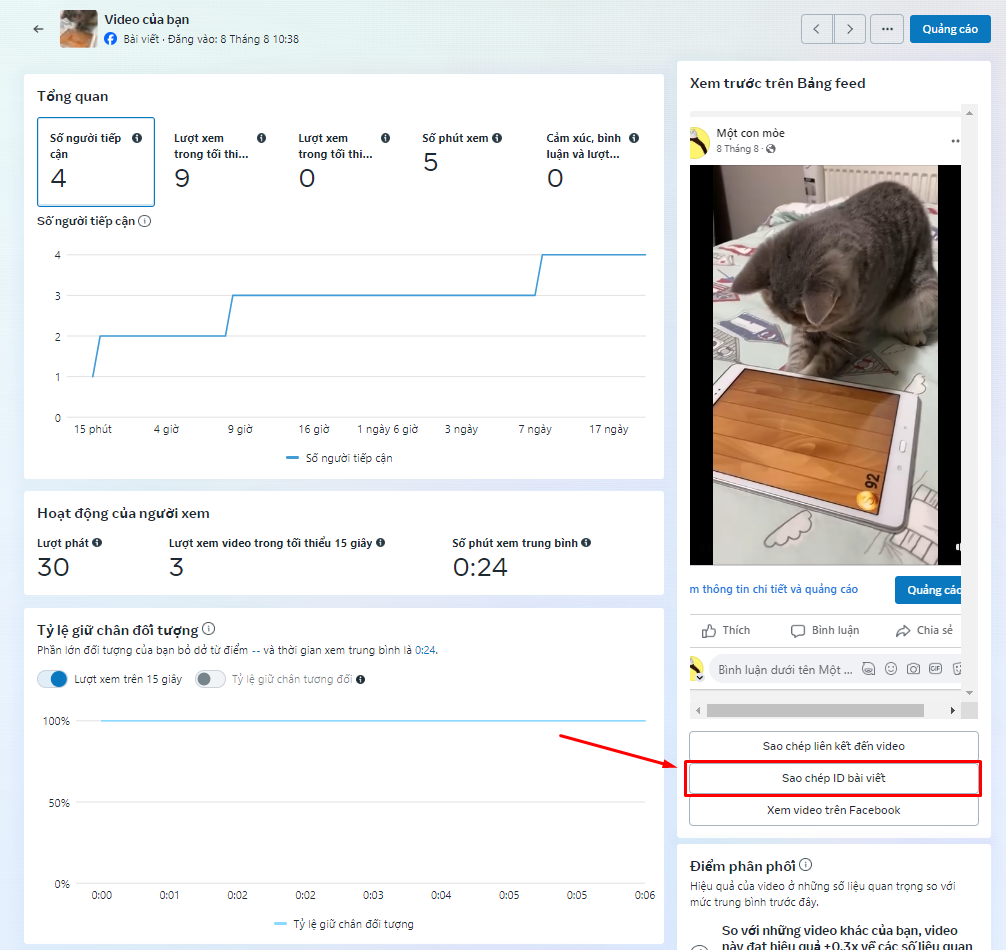 Video của bạn
Bài viết · Đăng vào: 8 Tháng 8 10:38
Quảng cáo
Tổng quan
Số người tiếp cận
4
Lượt xem trong tối thi...
9
Lượt xem trong tối thi...
0
Số phút xem
5
Cảm xúc, bình luận và lượt...
0
Số người tiếp cận
4
3
2
1
0
15 phút 4 giờ 9 giờ 16 giờ 1 ngày 6 giờ 3 ngày 7 ngày 17 ngày
Số người tiếp cận
Hoạt động của người xem
Lượt phát
30
Lượt xem video trong tối thiểu 15 giây
3
Số phút xem trung bình
0:24
Tỷ lệ giữ chân đối tượng
Phần lớn đối tượng của bạn bỏ dở từ điểm -- và thời gian xem trung bình là 0:24.
Lượt xem trên 15 giây Tỷ lệ giữ chân tương đối
100%
50%
0%
0:00 0:01 0:02 0:02 0:03 0:04 0:05 0:05 0:06
Tỷ lệ giữ chân đối tượng
Xem trước trên Bảng feed
Một con mòe
8 Tháng 8 ·
92
m thông tin chi tiết và quảng cáo
Quảng cáo
Thích Bình luận Chia sẻ
Bình luận dưới tên Một ...
GIF
Sao chép liên kết đến video
Sao chép ID bài viết
Xem video trên Facebook
Điểm phân phối
Hiệu quả của video ở những số liệu quan trọng so với
mức trung bình trước đây.
So với những video khác của bạn, video
này đạt hiệu quả +0.3x về các số liệu quan